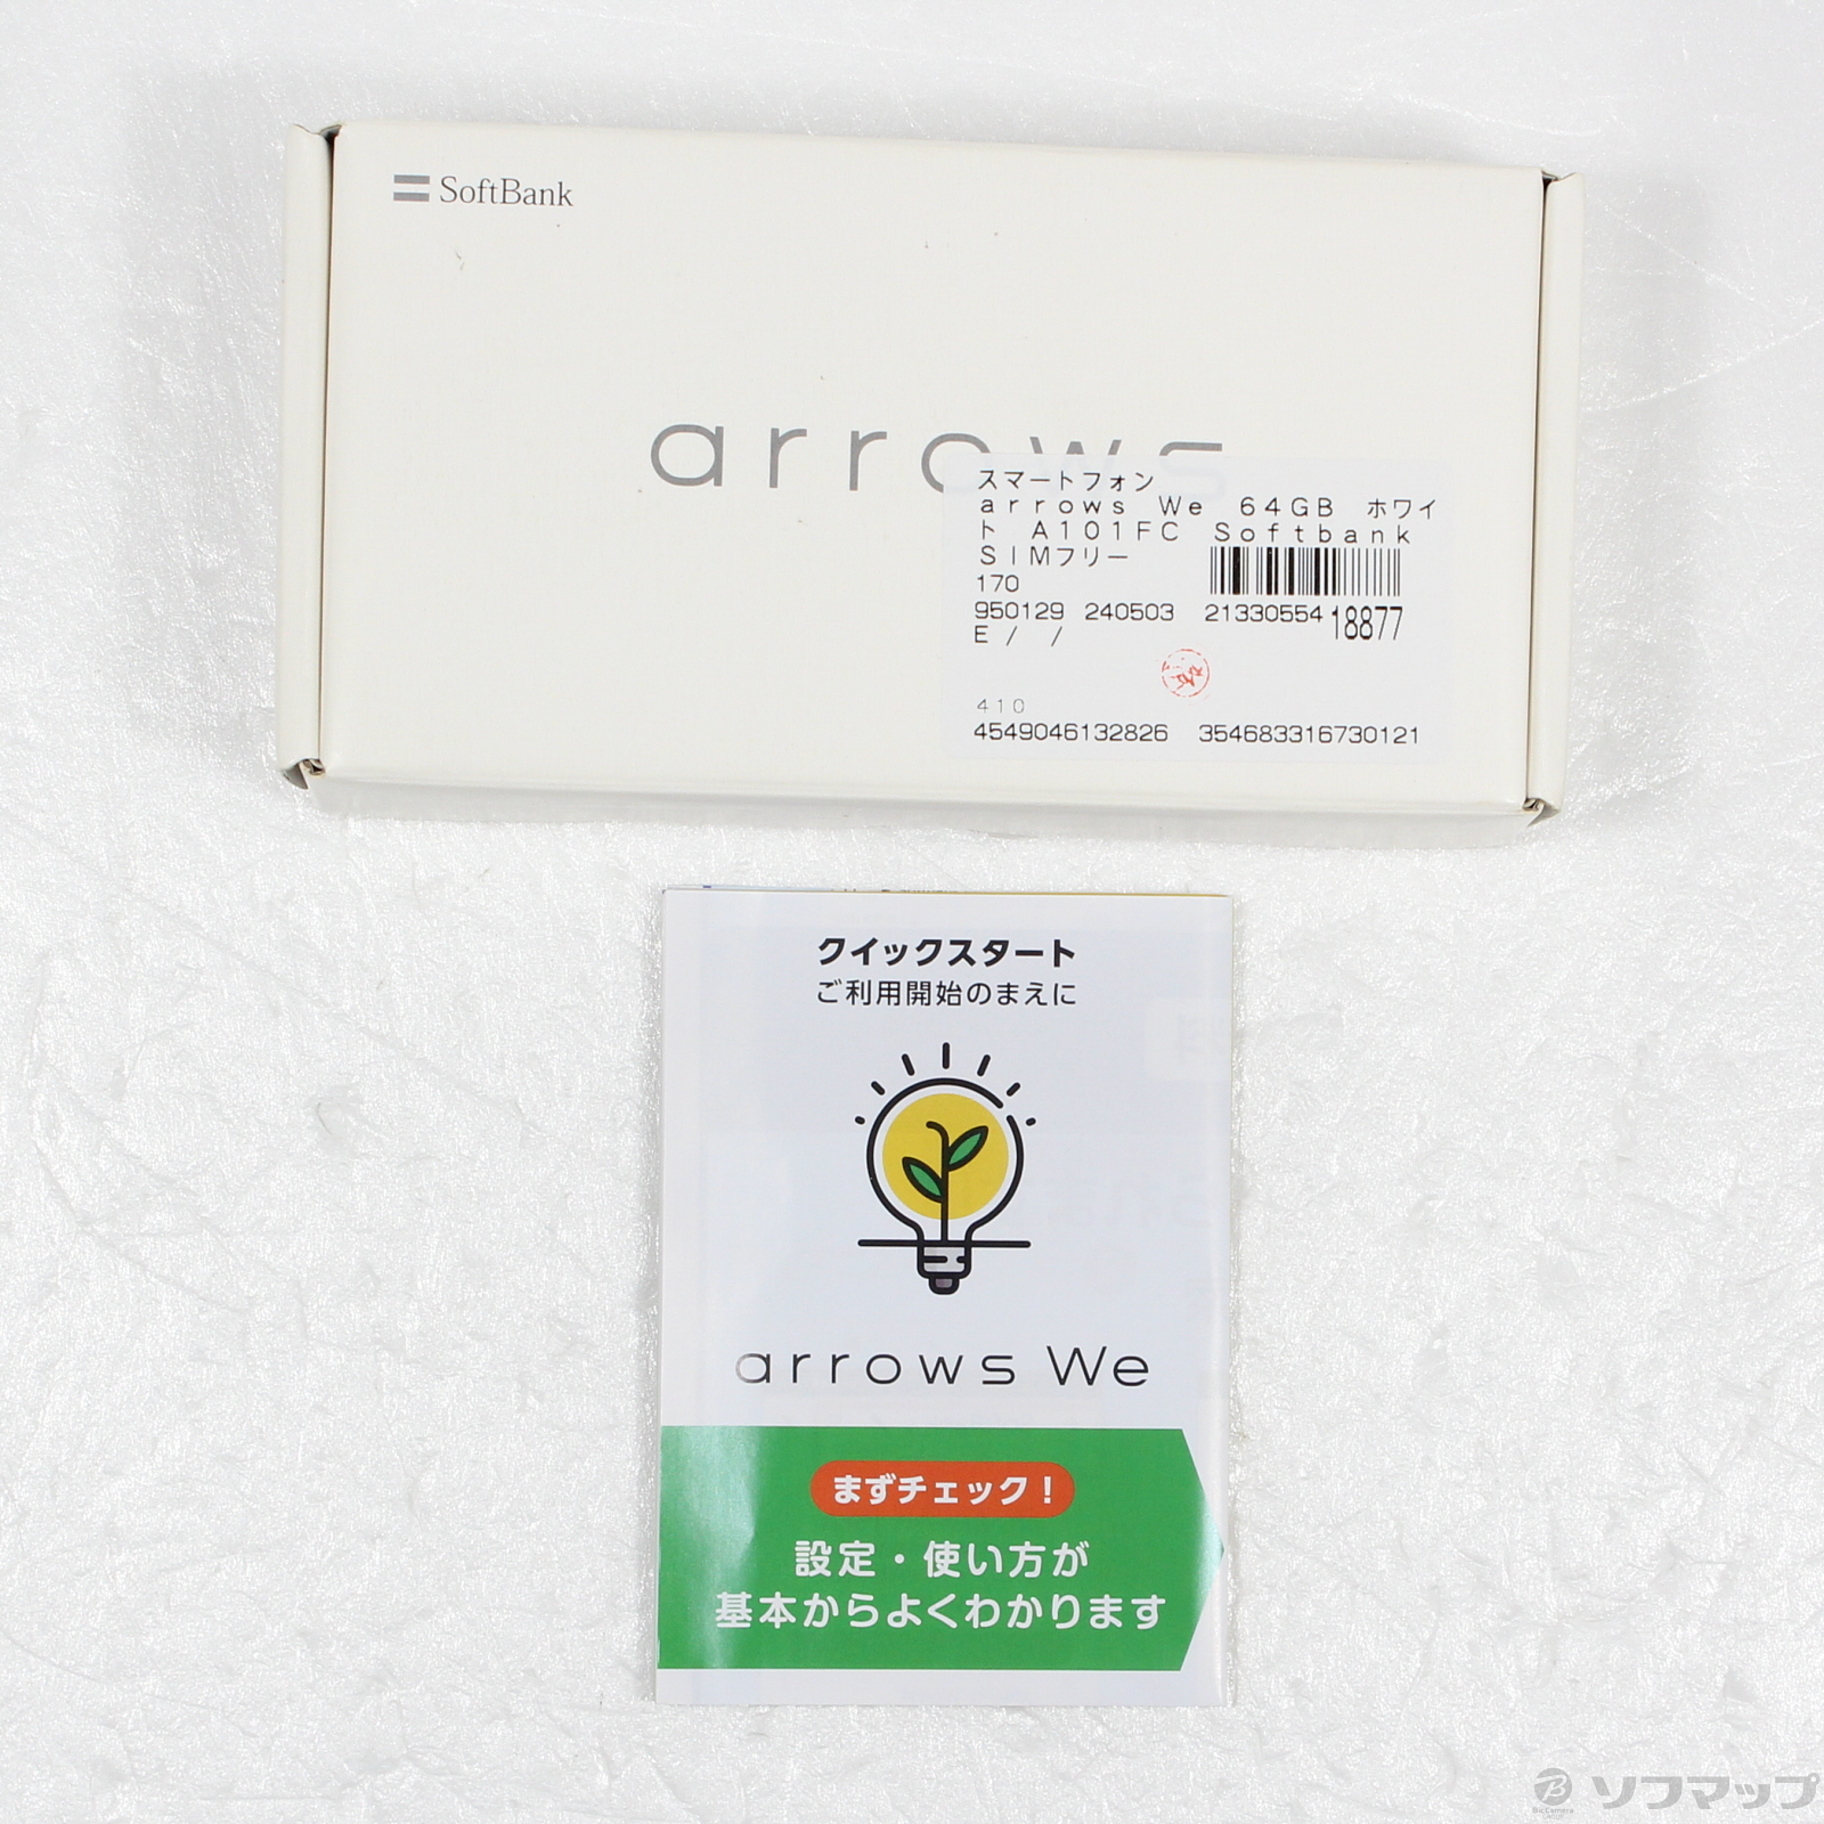 SoftBank
arrows
スマートフォン
arrows We 64GB ホワイ
ト A101FC Softbank
SIMフリー
170
950129 240503 2133055418877
E / /
410
4549046132826 354683316730121
クイックスタート
ご利用開始のまえに
arrows We
まずチェック！
設定・使い方が
基本からよくわかります
ソフマップ